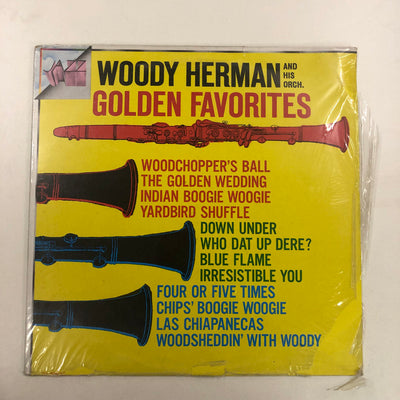 JAZZ
WOODY HERMAN AND HIS ORCH.
GOLDEN FAVORITES
WOODCHOPPER'S BALL
THE GOLDEN WEDDING
INDIAN BOOGIE WOOGIE
YARDBIRD SHUFFLE
DOWN UNDER
WHO DAT UP DERE?
BLUE FLAME
IRRESISTIBLE YOU
FOUR OR FIVE TIMES
CHIPS' BOOGIE WOOGIE
LAS CHIAPANECAS
WOODSHEDDIN' WITH WOODY